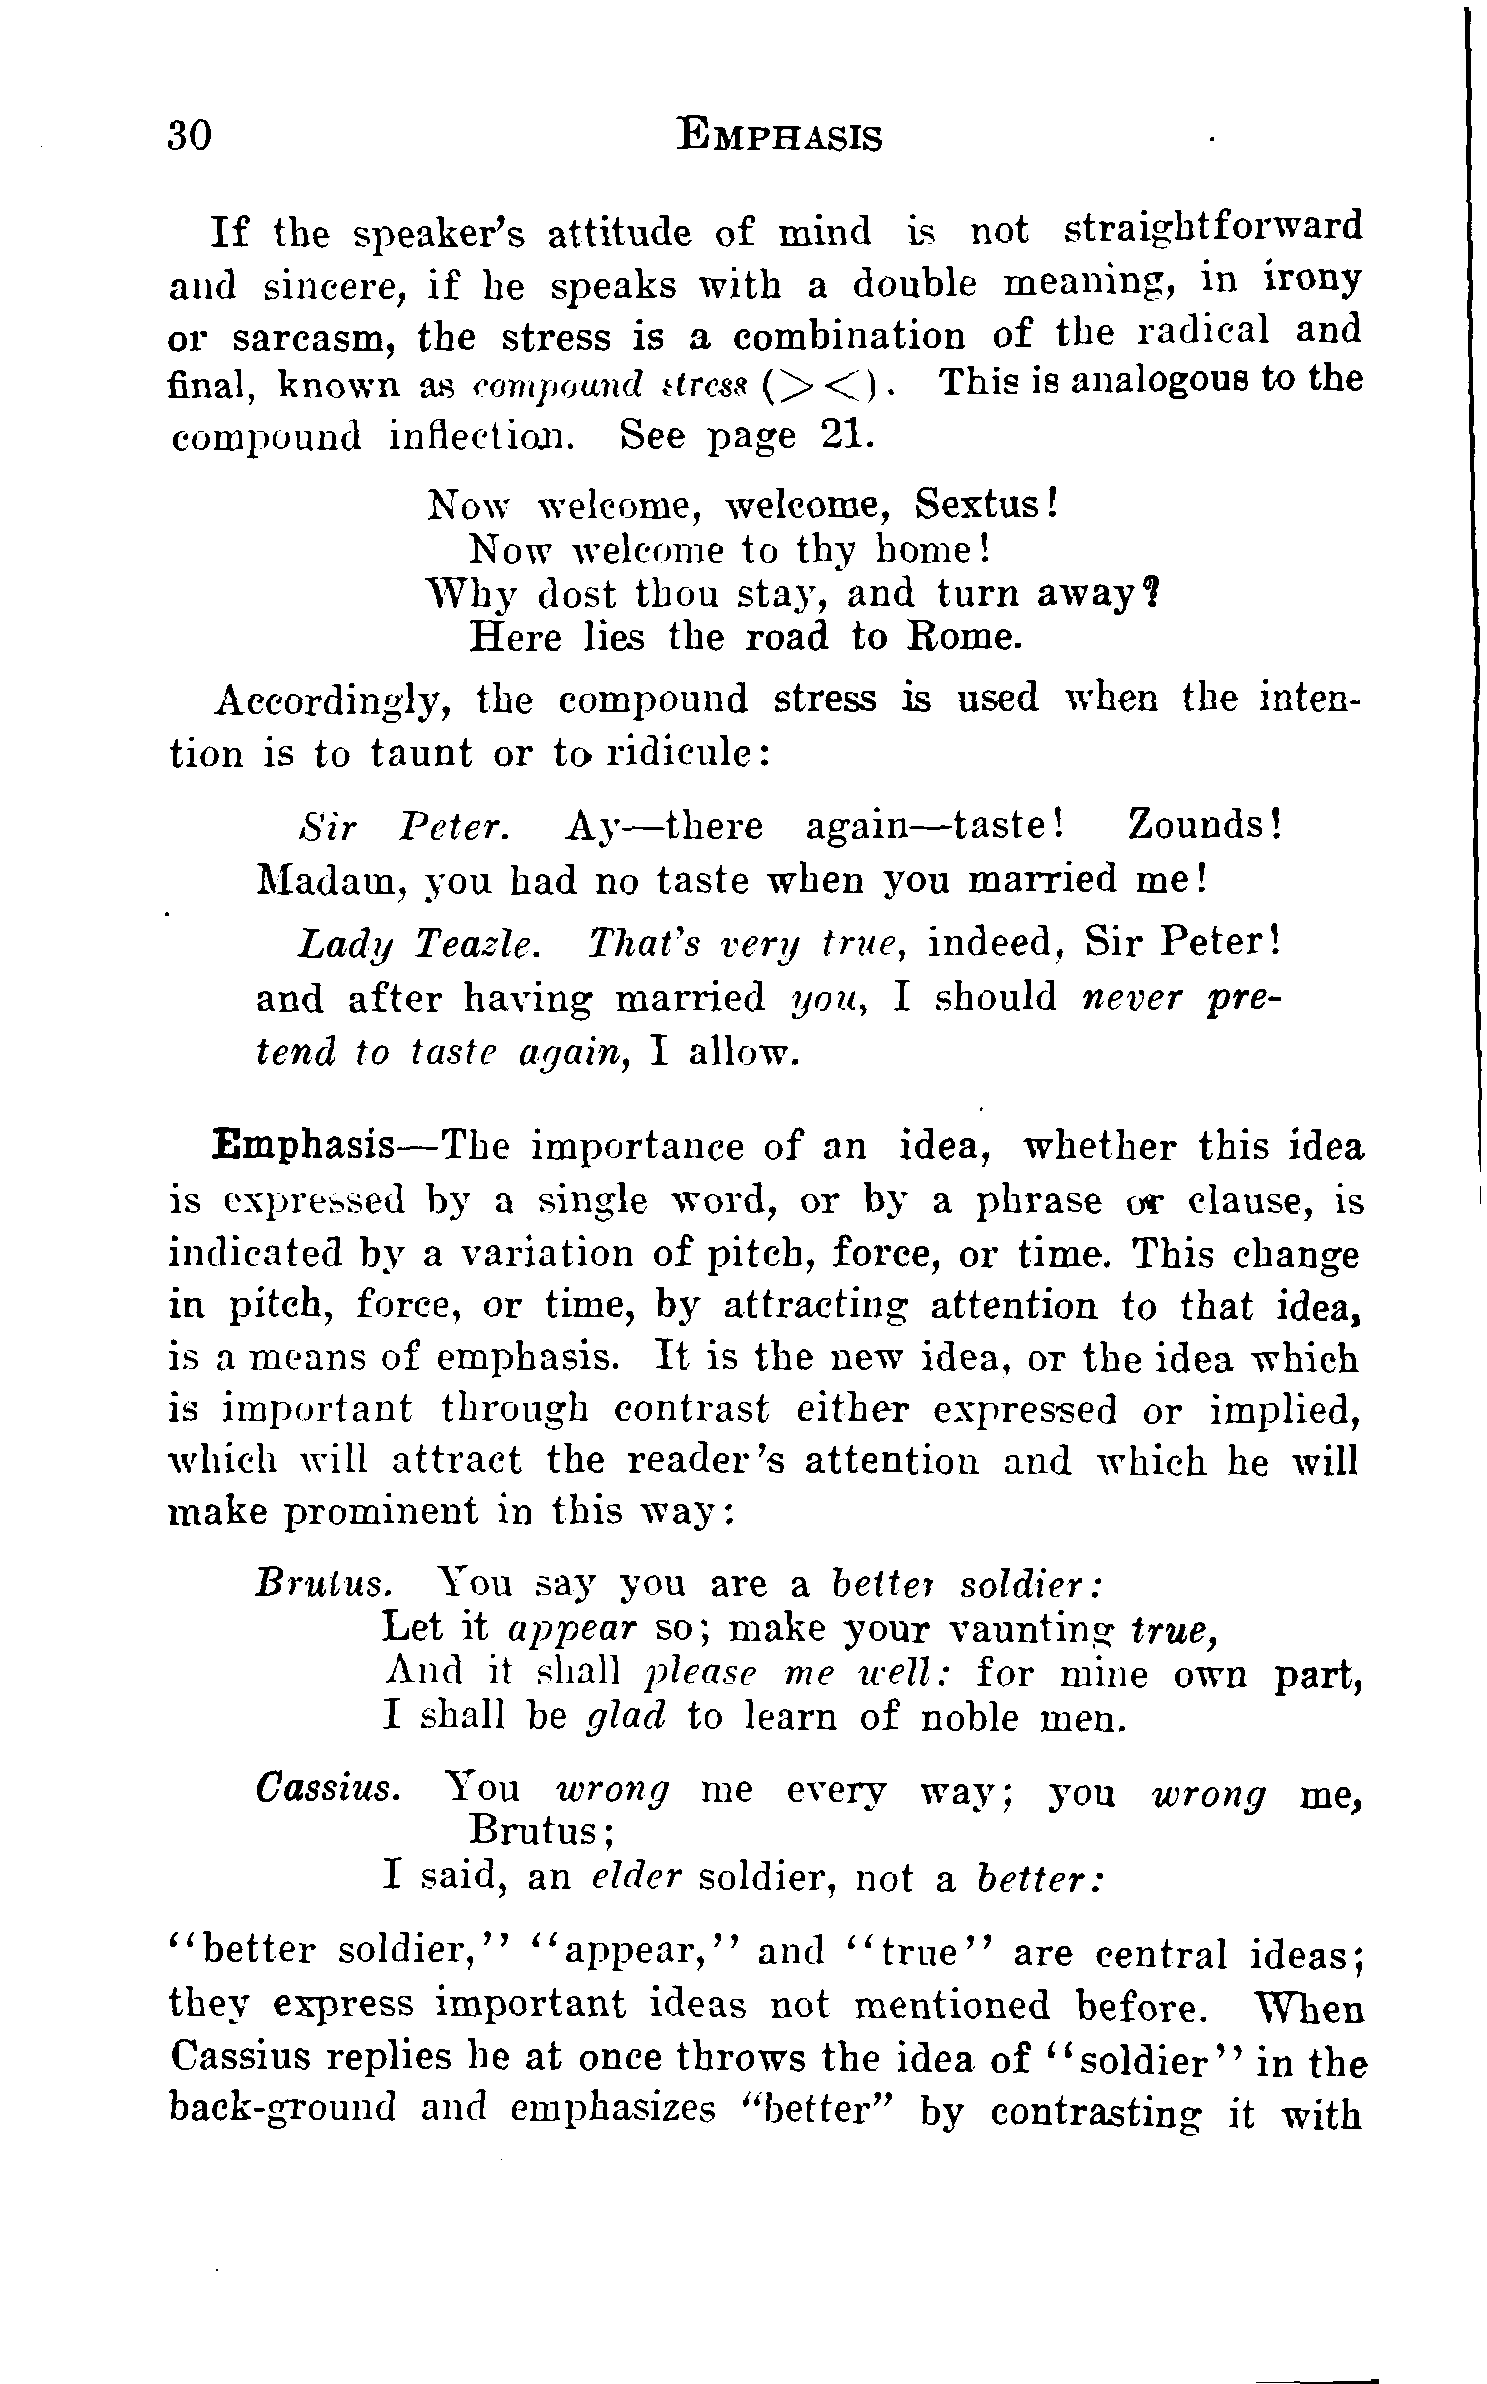 30 EMPHASIS
If the speaker's attitude of mind is not straightforward
and sincere, if he speaks with a double meaning, in irony
or sarcasm, the stress is a combination of the radical and
final, known as compound stress (> <). This is analogous to the
compound inflection. See page 21.
Now welcome, welcome, Sextus!
Now welcome to thy home!
Why dost thou stay, and turn away?
Here lies the road to Rome.
Accordingly, the compound stress is used when the inten-
tion is to taunt or to ridicule:
Sir Peter. Ay—there again—taste! Zounds!
Madam, you had no taste when you married me!
Lady Teazle. That's very true, indeed, Sir Peter!
and after having married you, I should never pre-
tend to taste again, I allow.
Emphasis—The importance of an idea, whether this idea
is expressed by a single word, or by a phrase or clause, is
indicated by a variation of pitch, force, or time. This change
in pitch, force, or time, by attracting attention to that idea,
is a means of emphasis. It is the new idea, or the idea which
is important through contrast either expressed or implied,
which will attract the reader's attention and which he will
make prominent in this way:
Brutus. You say you are a better soldier:
Let it appear so; make your vaunting true,
And it shall please me well: for mine own part,
I shall be glad to learn of noble men.
Cassius. You wrong me every way; you wrong me,
Brutus;
I said, an elder soldier, not a better:
"better soldier," "appear," and "true" are central ideas;
they express important ideas not mentioned before. When
Cassius replies he at once throws the idea of "soldier" in the
back-ground and emphasizes "better" by contrasting it with